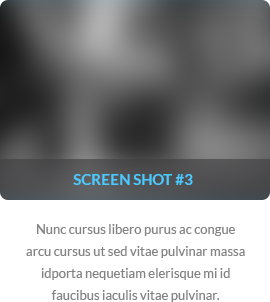 SCREEN SHOT #3
Nunc cursus libero purus ac congue
arcu cursus ut sed vitae pulvinar massa
idporta nequetiam elerisque mi id
faucibus iaculis vitae pulvinar.